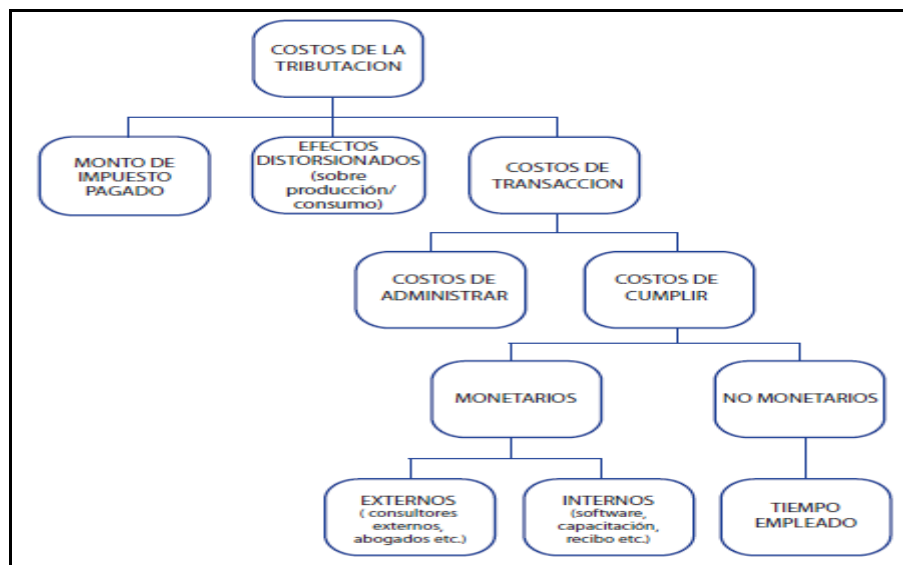 COSTOS DE LA
TRIBUTACION
MONTO DE
IMPUESTO
PAGADO
EFECTOS
DISTORSIONADOS
(sobre
producción/
consumo)
COSTOS DE
TRANSACCION
COSTOS DE
ADMINISTRAR
COSTOS DE
CUMPLIR
MONETARIOS
NO MONETARIOS
EXTERNOS
( consultores
externos,
abogados etc.)
INTERNOS
(software,
capacitación,
recibo etc.)
TIEMPO
EMPLEADO